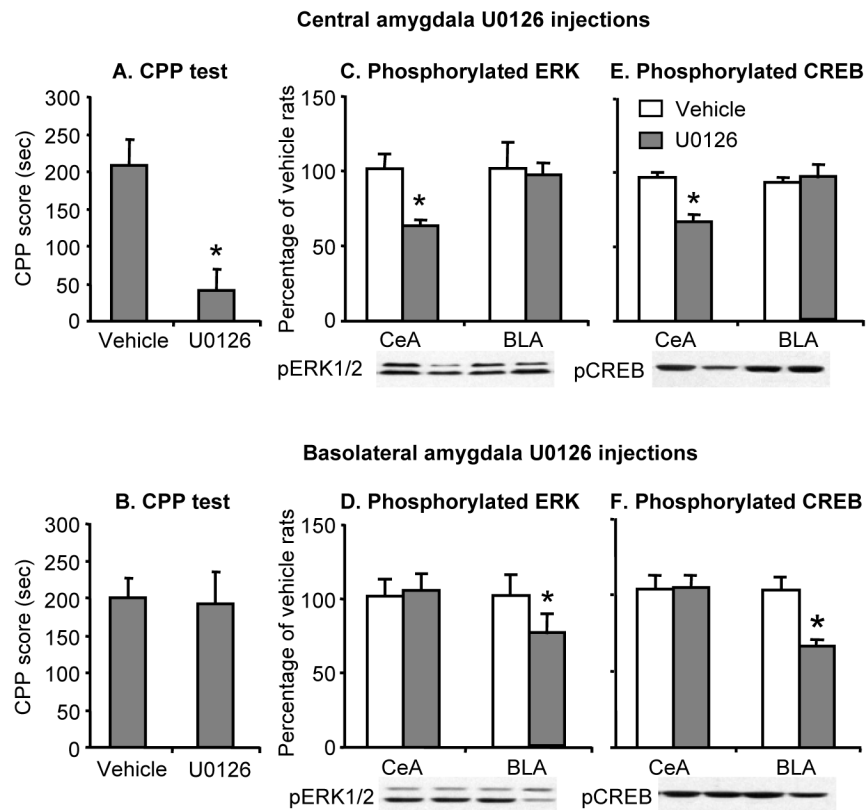 Central amygdala U0126 injections
A. CPP test
CPP score (sec)
300
250
200
150
100
50
0
*
Vehicle U0126
C. Phosphorylated ERK
Percentage of vehicle rats
150
100
50
0
*
CeA BLA
pERK1/2
E. Phosphorylated CREB
Vehicle
U0126
*
CeA BLA
pCREB
Basolateral amygdala U0126 injections
B. CPP test
CPP score (sec)
300
250
200
150
100
50
0
Vehicle U0126
D. Phosphorylated ERK
Percentage of vehicle rats
150
100
50
0
*
CeA BLA
pERK1/2
F. Phosphorylated CREB
*
CeA BLA
pCREB